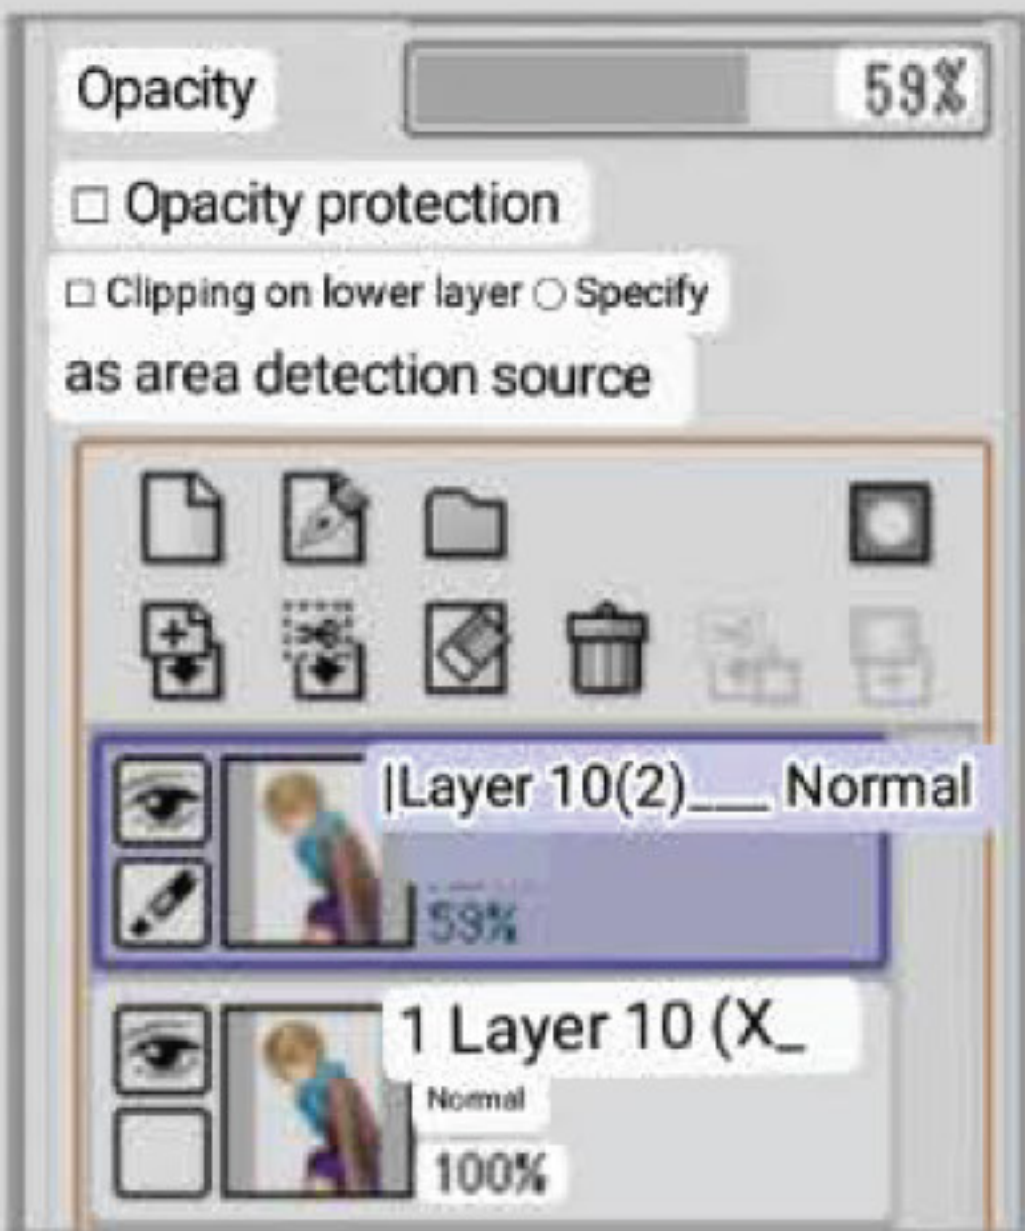 Opacity 59%
□ Opacity protection
□ Clipping on lower layer ○ Specify
as area detection source
|Layer 10(2)___ Normal
59%
1 Layer 10 (X_
Normal
100%